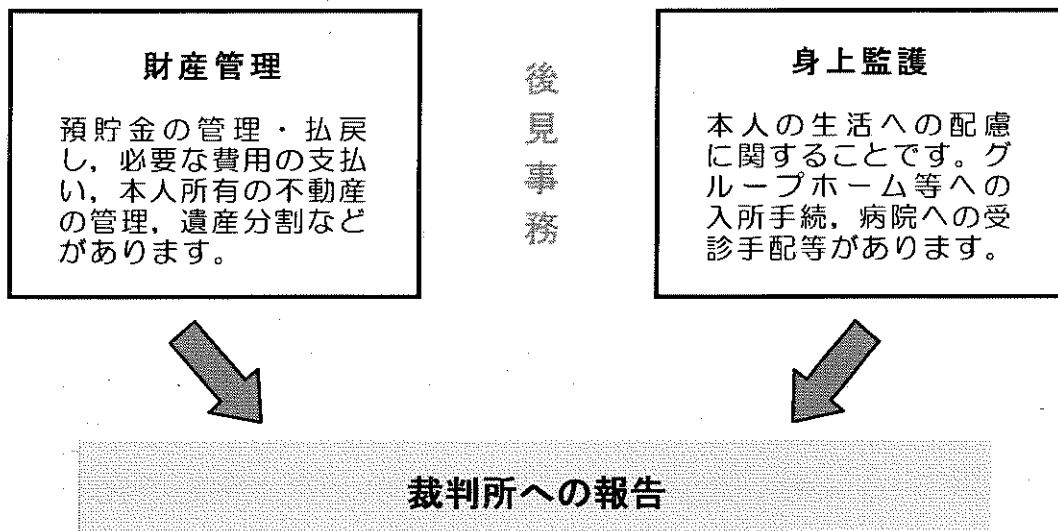 財産管理
預貯金の管理・払戻
し，必要な費用の支払
い，本人所有の不動産
の管理，遺産分割など
があります。
後見事務
身上監護
本人の生活への配慮
に関することです。グ
ループホーム等への
入所手続，病院への受
診手配等があります。
裁判所への報告